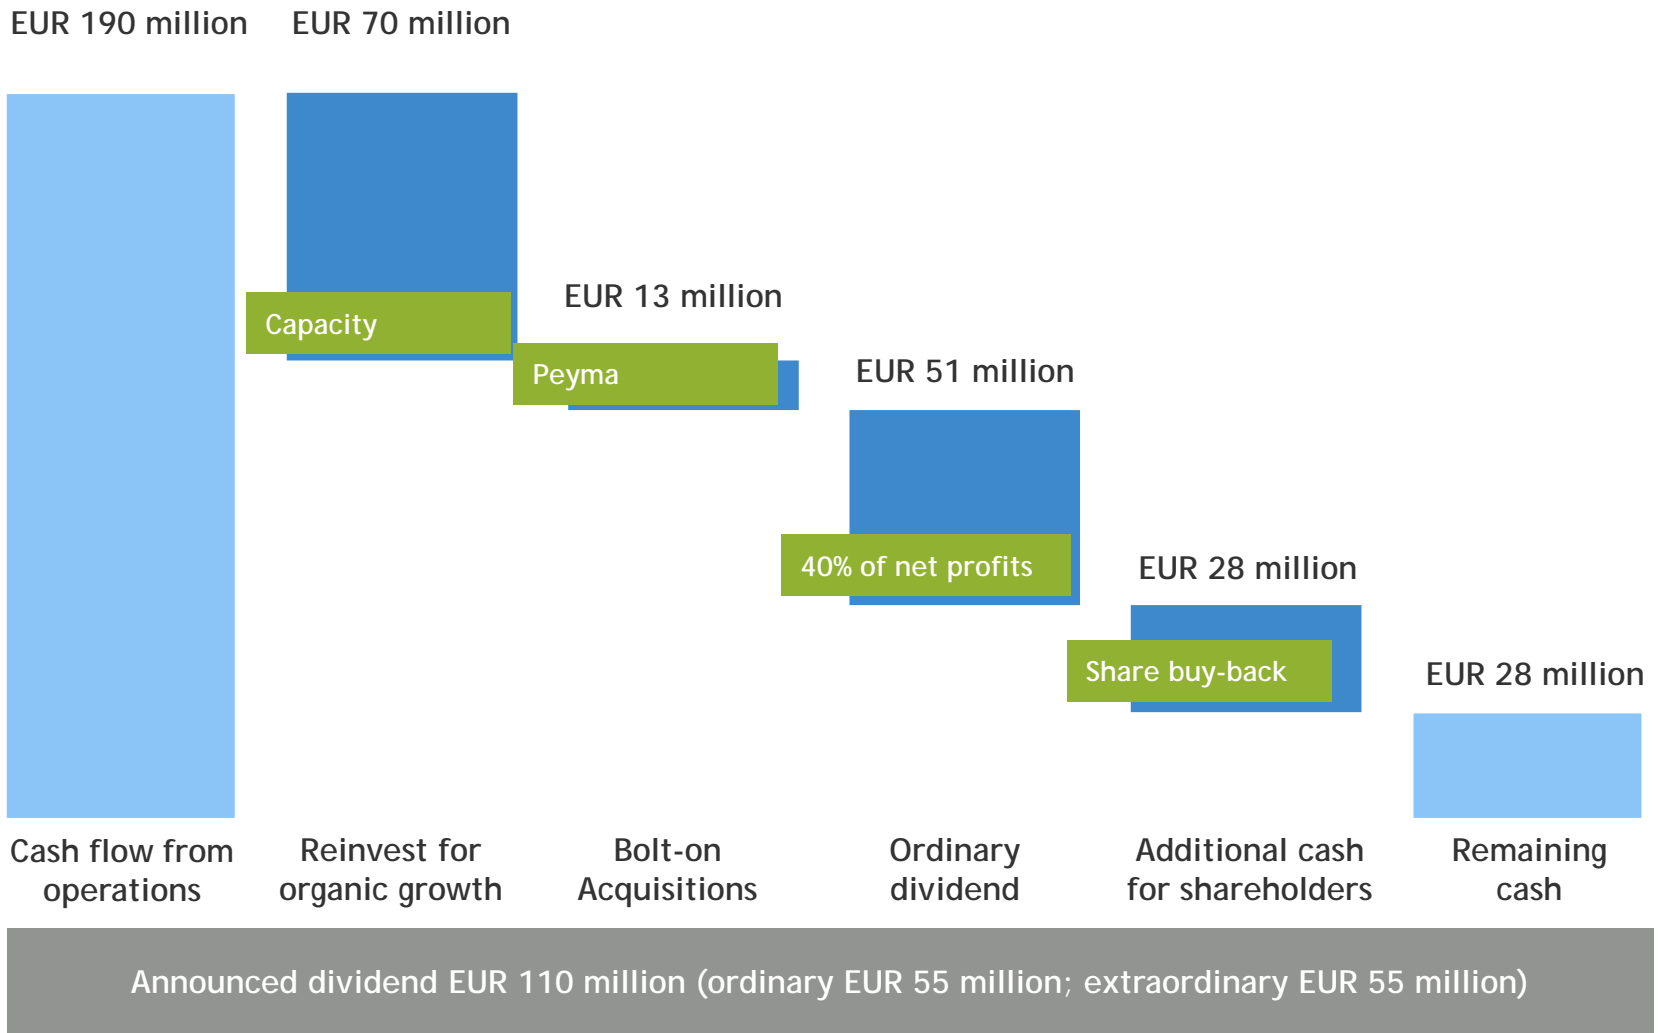 EUR 190 million
EUR 70 million
Capacity
EUR 13 million
Peyma
EUR 51 million
40% of net profits
EUR 28 million
Share buy-back
EUR 28 million
Cash flow from
operations
Reinvest for
organic growth
Bolt-on
Acquisitions
Ordinary
dividend
Additional cash
for shareholders
Remaining
cash
Announced dividend EUR 110 million (ordinary EUR 55 million; extraordinary EUR 55 million)